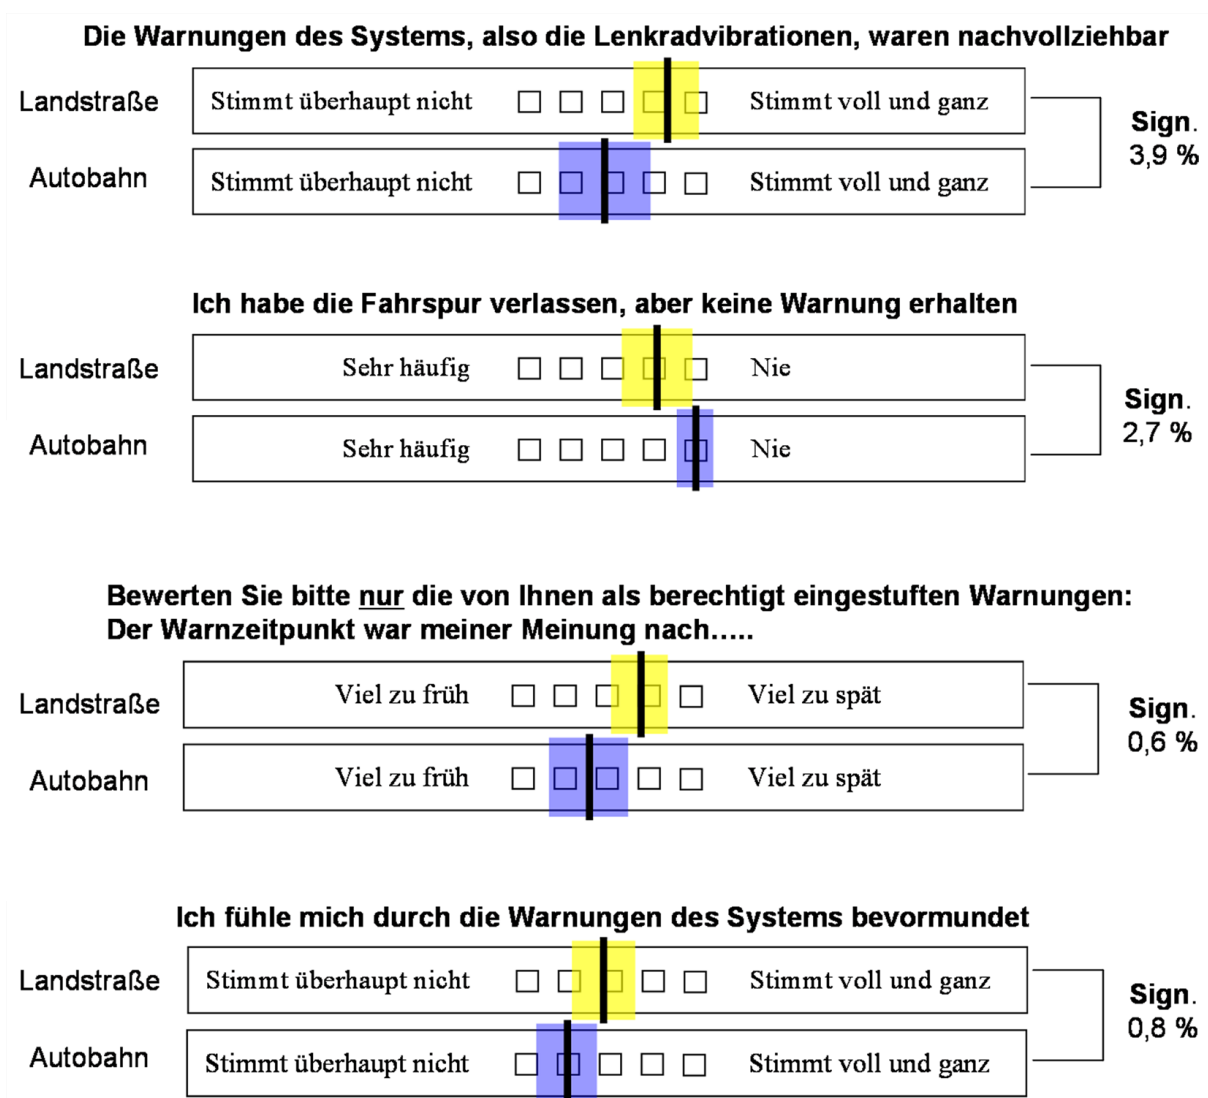 Die Warnungen des Systems, also die Lenkradvibrationen, waren nachvollziehbar
Landstraße Stimmt überhaupt nicht Stimmt voll und ganz
Autobahn Stimmt überhaupt nicht Stimmt voll und ganz
Sign.
3,9 %
Ich habe die Fahrspur verlassen, aber keine Warnung erhalten
Landstraße Sehr häufig Nie
Autobahn Sehr häufig Nie
Sign.
2,7 %
Bewerten Sie bitte nur die von Ihnen als berechtigt eingestuften Warnungen:
Der Warnzeitpunkt war meiner Meinung nach.....
Landstraße Viel zu früh Viel zu spät
Autobahn Viel zu früh Viel zu spät
Sign.
0,6 %
Ich fühle mich durch die Warnungen des Systems bevormundet
Landstraße Stimmt überhaupt nicht Stimmt voll und ganz
Autobahn Stimmt überhaupt nicht Stimmt voll und ganz
Sign.
0,8 %